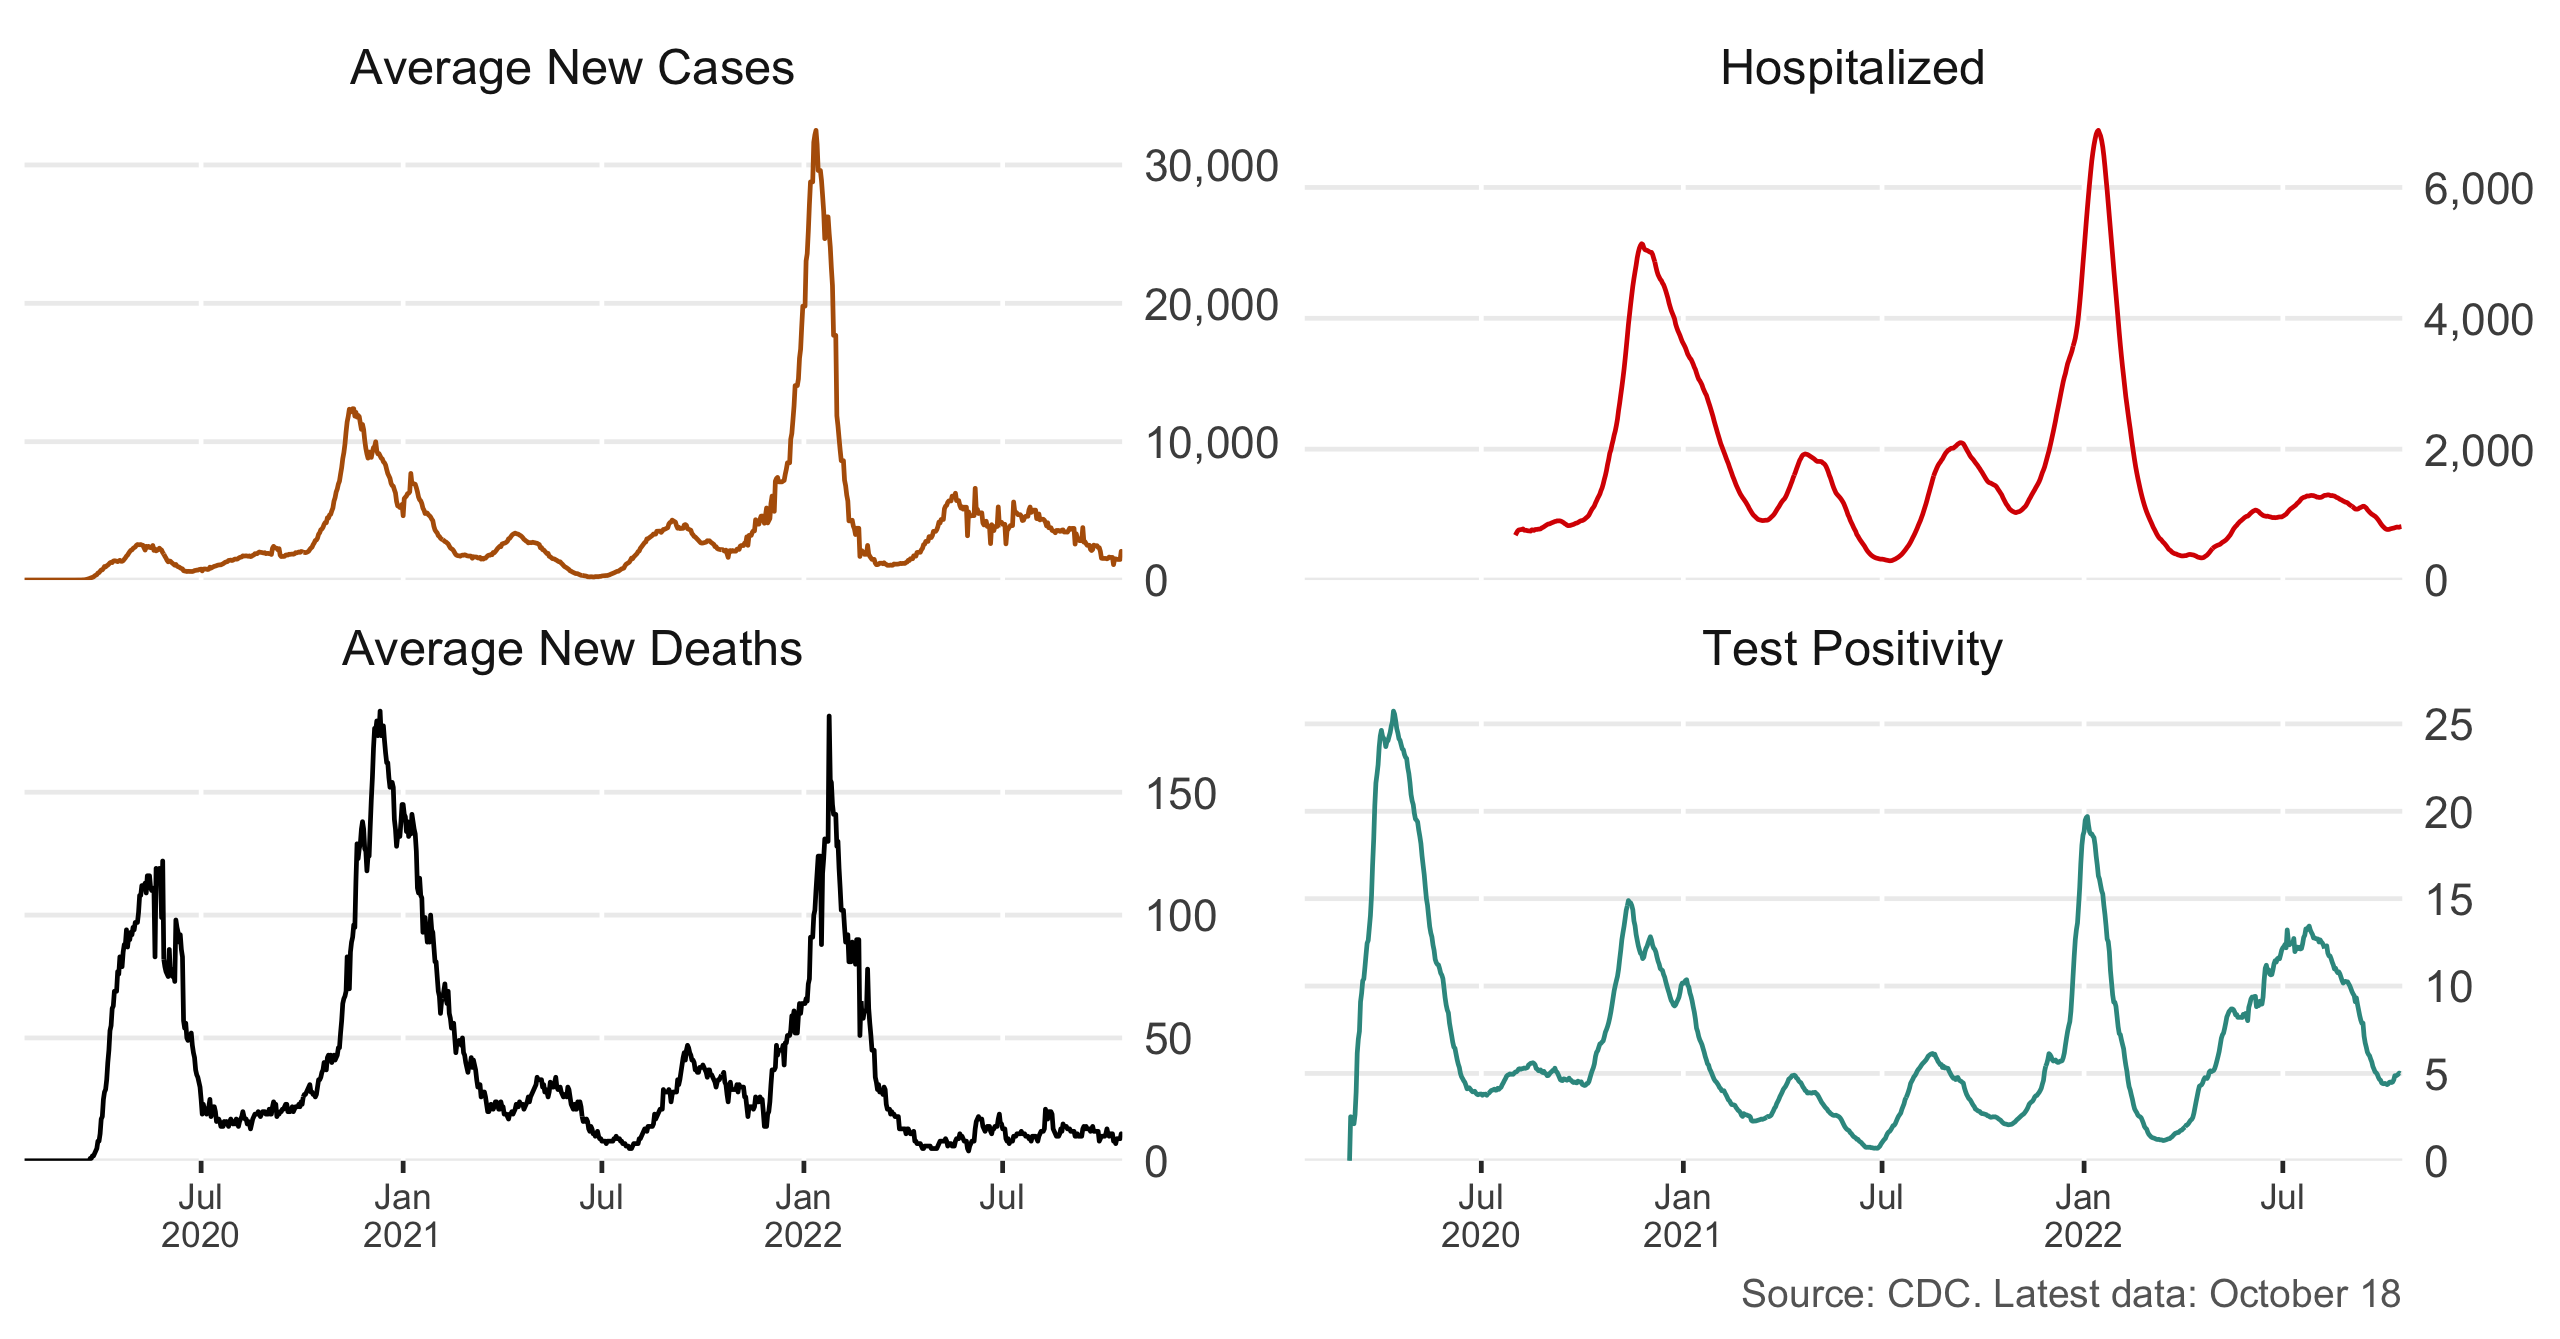 Average New Cases
30,000
20,000
10,000
0
Hospitalized
6,000
4,000
2,000
0
Average New Deaths
150
100
50
0
Jul Jan Jul Jan Jul
2020 2021 2022
Test Positivity
25
20
15
10
5
0
Jul Jan Jul Jan Jul
2020 2021 2022
Source: CDC. Latest data: October 18